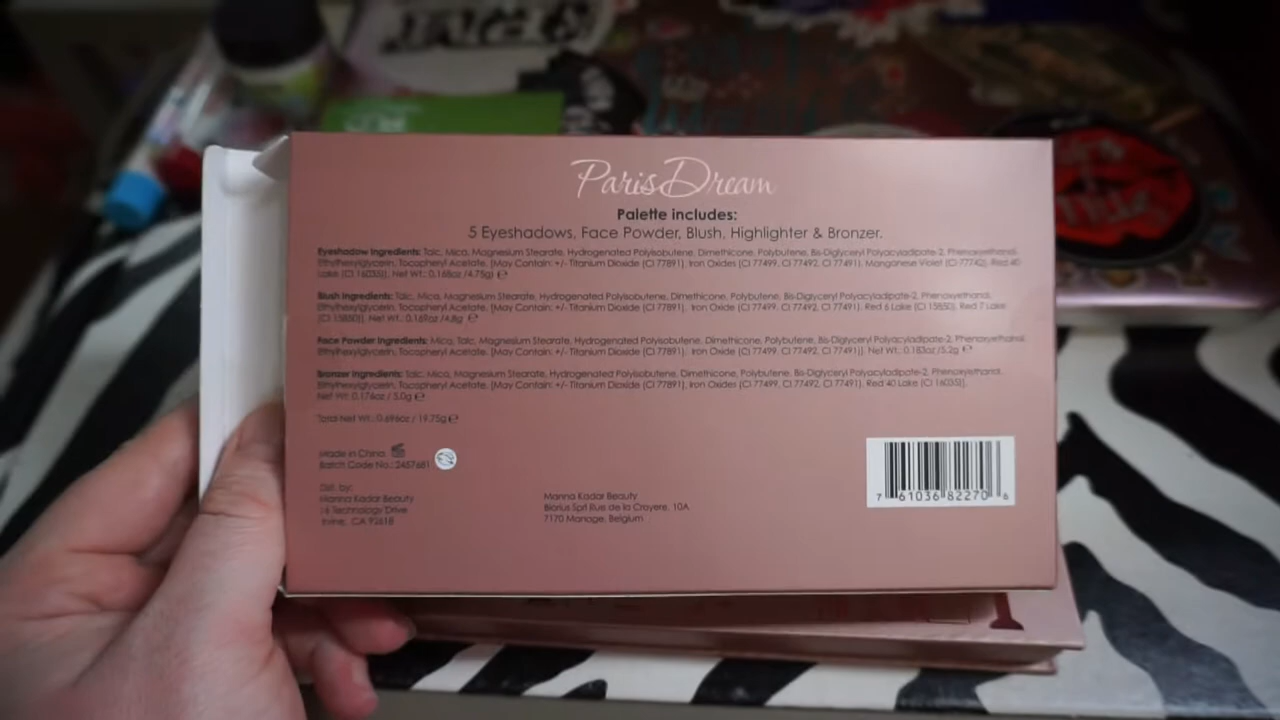 Paris Dream
Palette includes:
5 Eyeshadows, Face Powder, Blush, Highlighter & Bronzer.
Eyeshadow Ingredients: Talc, Mica, Magnesium Stearate, Hydrogenated Polyisobutene, Dimethicone, Polybutene, Bis-Diglyceryl Polyacyladipate-2, Phenoxyethanol,
Ethylhexylglycerin, Tocopheryl Acetate. [May Contain: +/- Titanium Dioxide (CI 77891), Iron Oxides (CI 77499, CI 77492, CI 77491), Manganese Violet (CI 77742), Red 40
Lake (CI 16035)]. Net Wt: 0.168oz /4.75g) ℮
Blush Ingredients: Talc, Mica, Magnesium Stearate, Hydrogenated Polyisobutene, Dimethicone, Polybutene, Bis-Diglyceryl Polyacyladipate-2, Phenoxyethanol,
Ethylhexylglycerin, Tocopheryl Acetate. [May Contain: +/- Titanium Dioxide (CI 77891), Iron Oxide (CI 77499, CI 77492, CI 77491), Red 6 Lake (CI 15850), Red 7 Lake
(CI 15850)]. Net Wt.: 0.169oz /4.8g ℮
Face Powder Ingredients: Mica, Talc, Magnesium Stearate, Hydrogenated Polyisobutene, Dimethicone, Polybutene, Bis-Diglyceryl Polyacyladipate-2, Phenoxyethanol,
Ethylhexylglycerin, Tocopheryl Acetate. [May Contain: +/- Titanium Dioxide (CI 77891), Iron Oxide (CI 77499, CI 77492, CI 77491)]. Net Wt.: 0.183oz /5.2g ℮
Bronzer Ingredients: Talc, Mica, Magnesium Stearate, Hydrogenated Polyisobutene, Dimethicone, Polybutene, Bis-Diglyceryl Polyacyladipate-2, Phenoxyethanol,
Ethylhexylglycerin, Tocopheryl Acetate. [May Contain: +/- Titanium Dioxide (CI 77891), Iron Oxides (CI 77499, CI 77492, CI 77491), Red 40 Lake (CI 16035)].
Net Wt: 0.176oz / 5.0g ℮
Total Net Wt.: 0.696oz / 19.75g ℮
Made in China
Batch Code No.: 2457681
Dist. by:
Manna Kadar Beauty
16 Technology Drive
Irvine, CA 92618
Manna Kadar Beauty
Biorius Sprl Rue de la Croyere, 10A
7170 Manage, Belgium
7 61036 82270 6